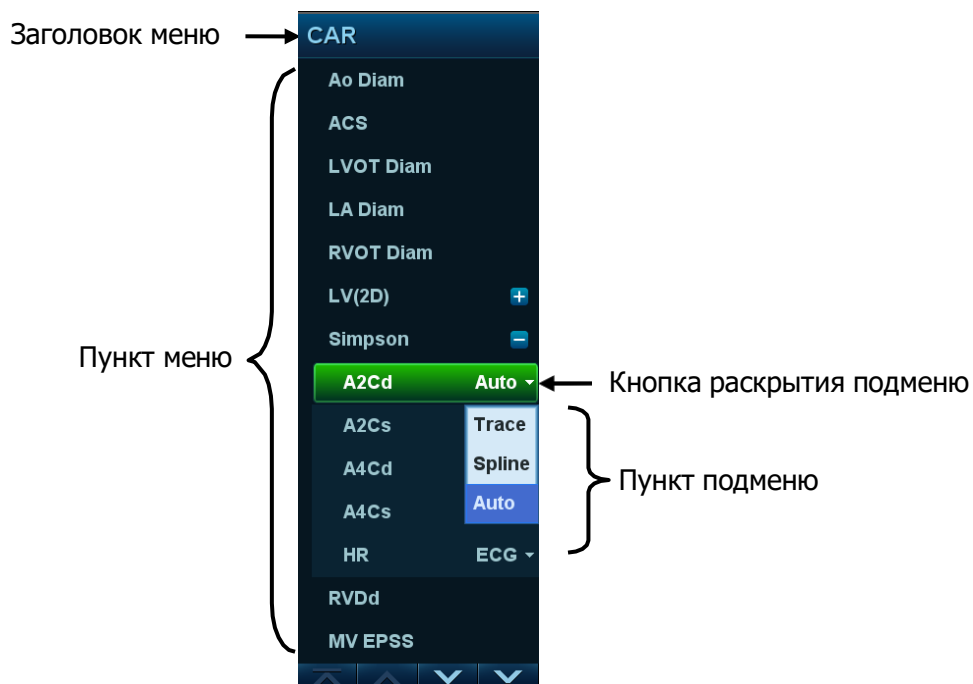 Заголовок меню
CAR
Ao Diam
ACS
LVOT Diam
LA Diam
RVOT Diam
LV(2D)
Simpson
Пункт меню
A2Cd Auto
Кнопка раскрытия подменю
A2Cs Trace
A4Cd Spline
Пункт подменю
A4Cs Auto
HR ECG
RVDd
MV EPSS